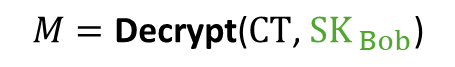 M = Decrypt(CT, SK Bob)